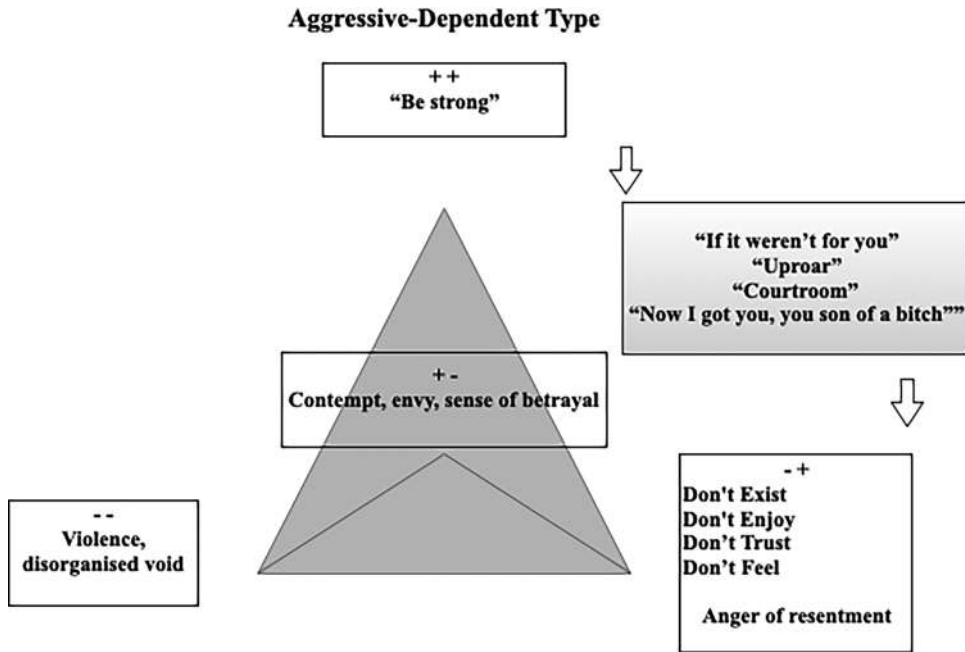 Aggressive-Dependent Type
+ +
“Be strong”
“If it weren’t for you”
“Uproar”
“Courtroom”
“Now I got you, you son of a bitch””
+ -
Contempt, envy, sense of betrayal
- -
Violence,
disorganised void
- +
Don't Exist
Don't Enjoy
Don’t Trust
Don’t Feel
Anger of resentment